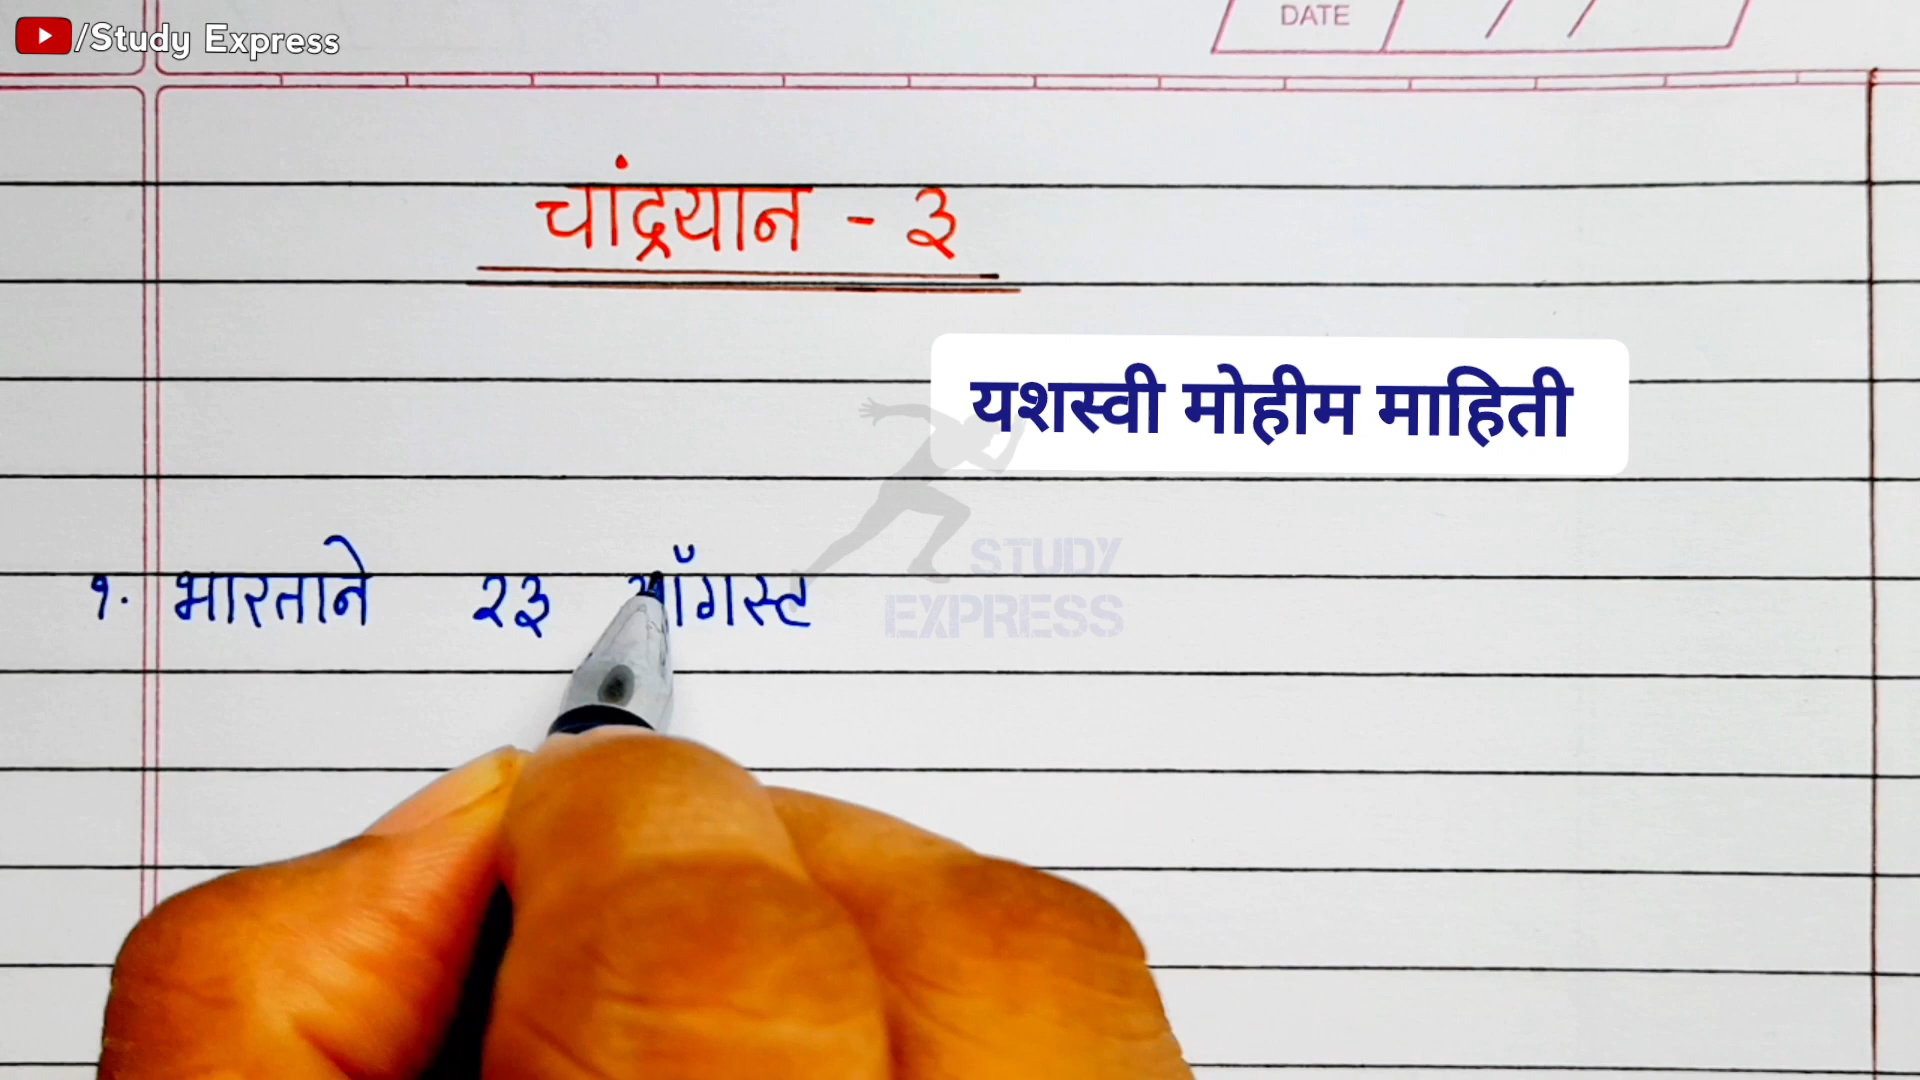 /Study Express
DATE
चांद्रयान - ३
यशस्वी मोहीम माहिती
STUDY
EXPRESS
१. भारताने २३ ऑगस्ट